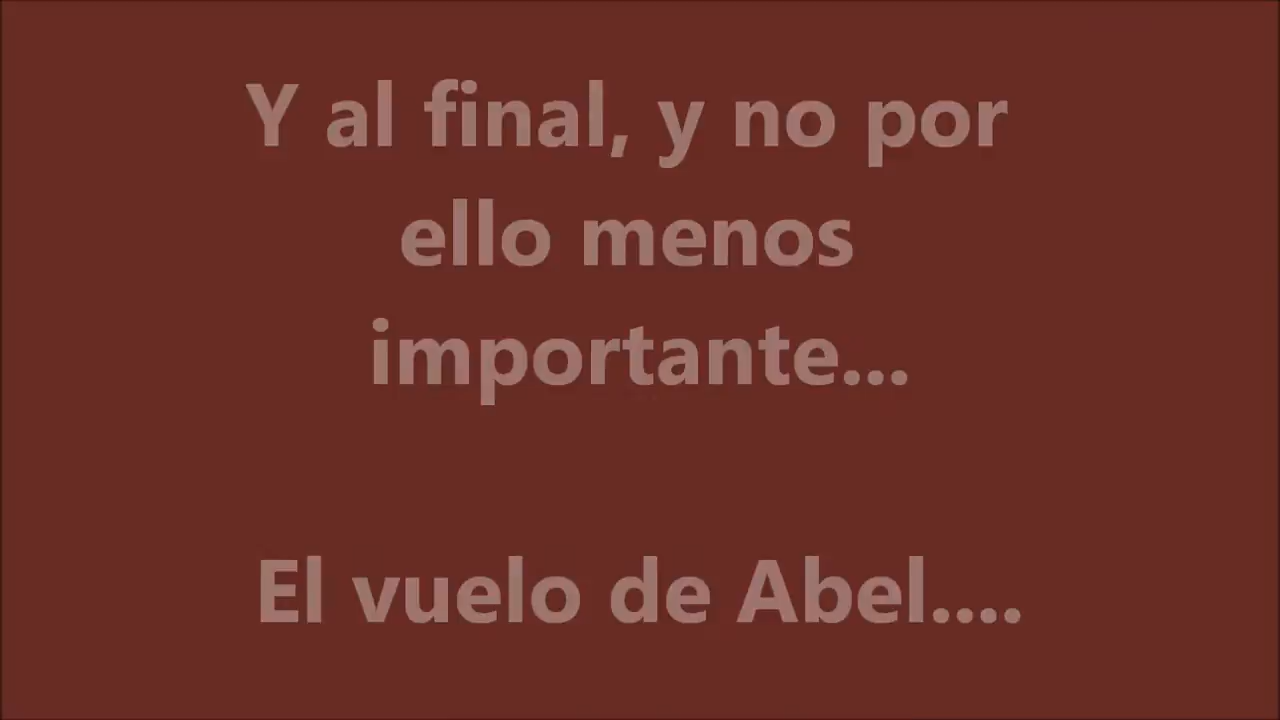 Y al final, y no por
ello menos
importante...
El vuelo de Abel....